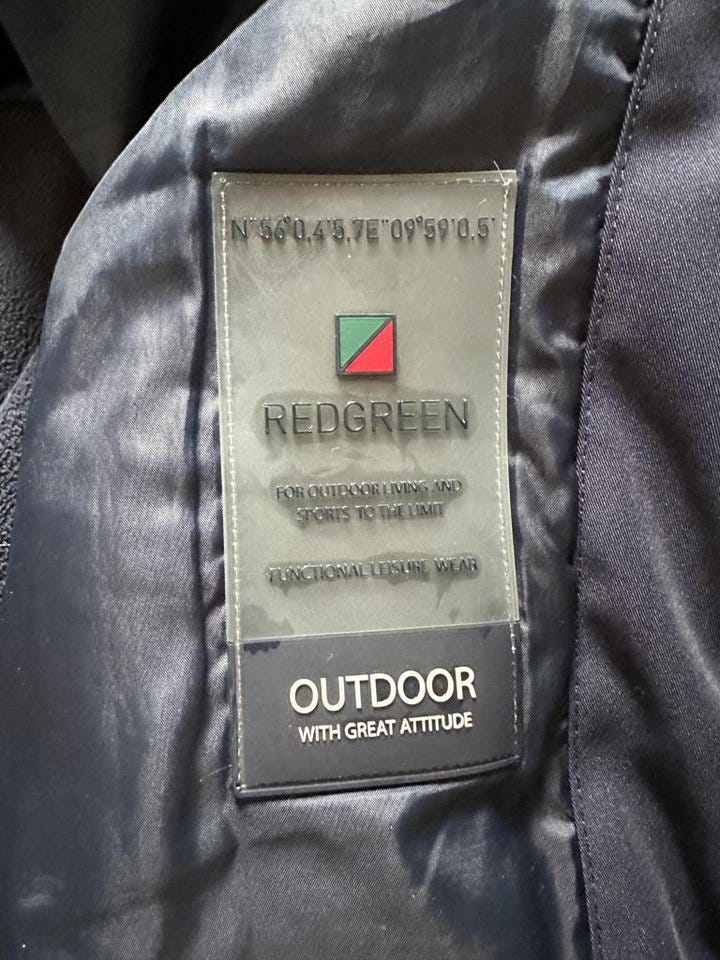 N"56°0.4'5.7E"09°59'0.5'
REDGREEN
FOR OUTDOOR LIVING AND
SPORTS TO THE LIMIT
FUNCTIONAL LEISURE WEAR
OUTDOOR
WITH GREAT ATTITUDE